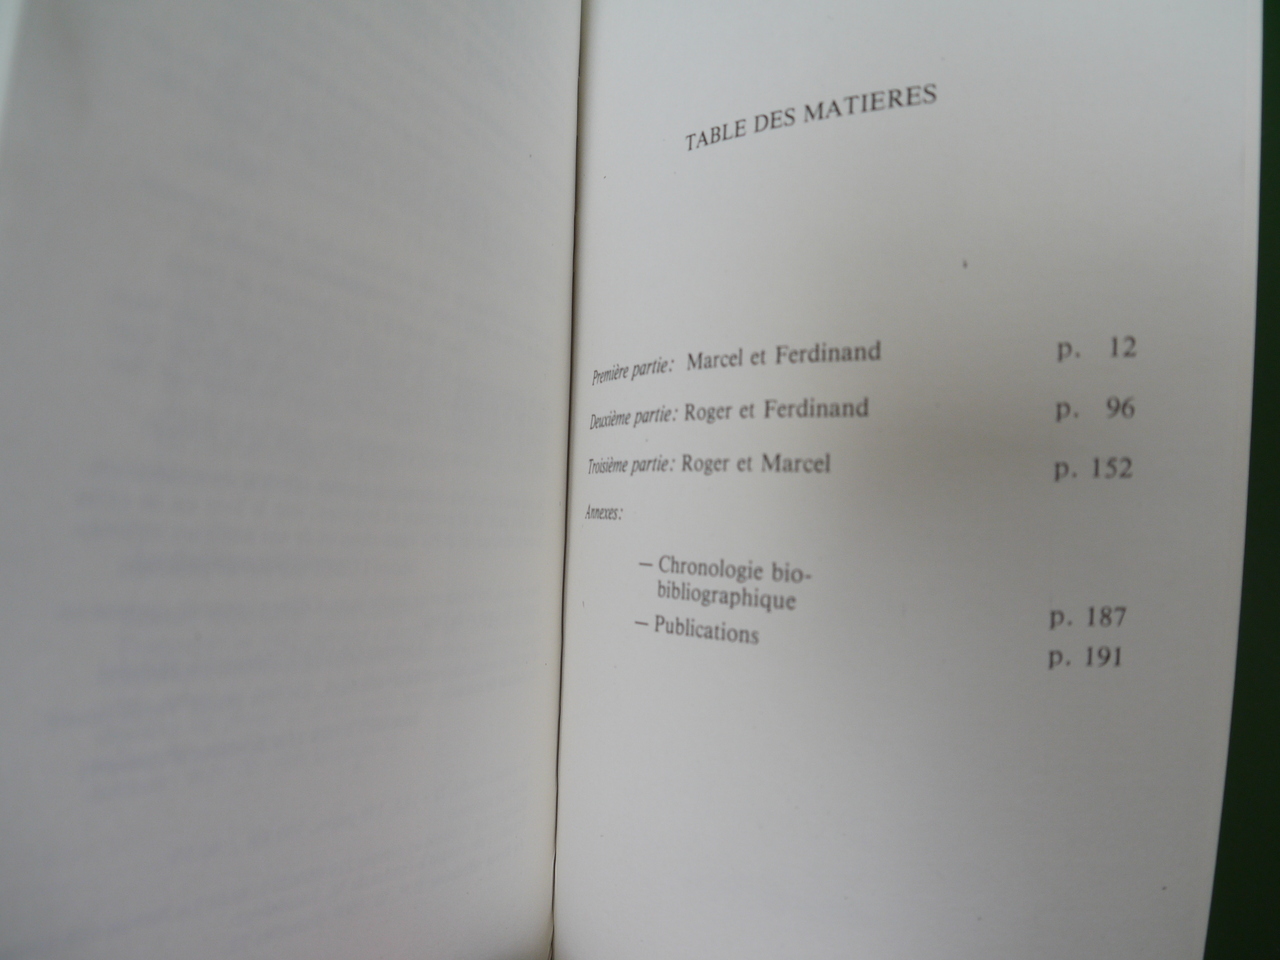 TABLE DES MATIERES
Première partie: Marcel et Ferdinand p. 12
Deuxième partie: Roger et Ferdinand p. 96
Troisième partie: Roger et Marcel p. 152
Annexes:
— Chronologie bio-
bibliographique p. 187
— Publications p. 191